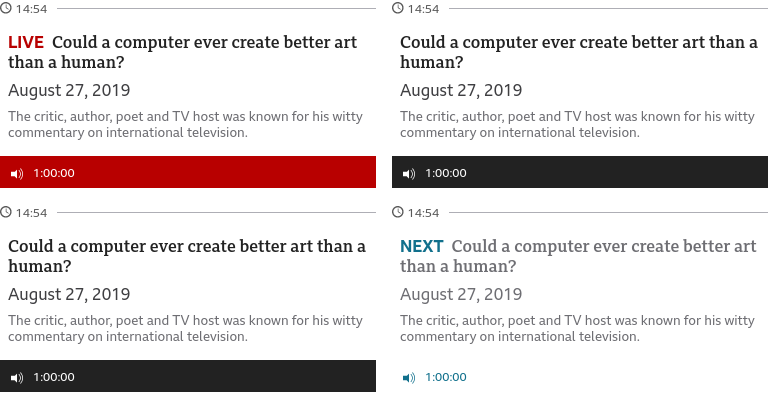 14:54
LIVE Could a computer ever create better art
than a human?
August 27, 2019
The critic, author, poet and TV host was known for his witty
commentary on international television.
1:00:00
14:54
Could a computer ever create better art than a
human?
August 27, 2019
The critic, author, poet and TV host was known for his witty
commentary on international television.
1:00:00
14:54
Could a computer ever create better art than a
human?
August 27, 2019
The critic, author, poet and TV host was known for his witty
commentary on international television.
1:00:00
14:54
NEXT Could a computer ever create better art
than a human?
August 27, 2019
The critic, author, poet and TV host was known for his witty
commentary on international television.
1:00:00